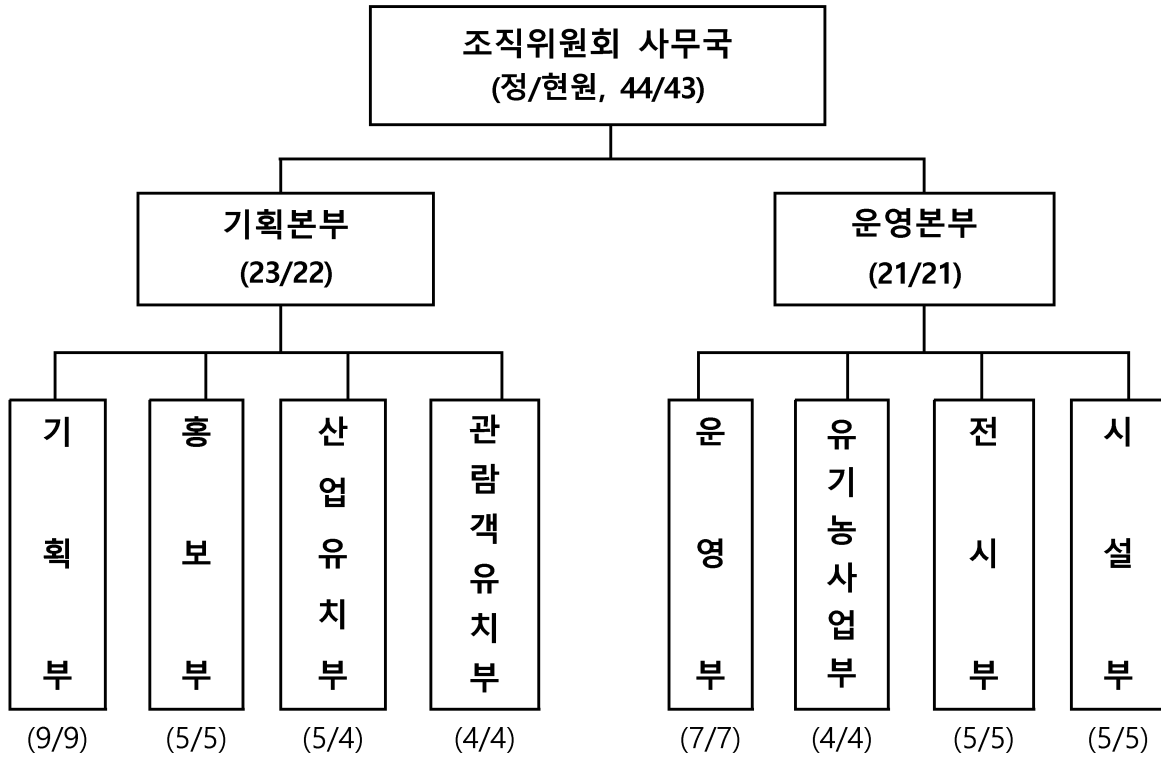 조직위원회 사무국
(정/현원, 44/43)
기획본부
(23/22)
운영본부
(21/21)
기획부
홍보부
산업유치부
관람객유치부
운영부
유기농사업부
전시부
시설부
(9/9)
(5/5)
(5/4)
(4/4)
(7/7)
(4/4)
(5/5)
(5/5)